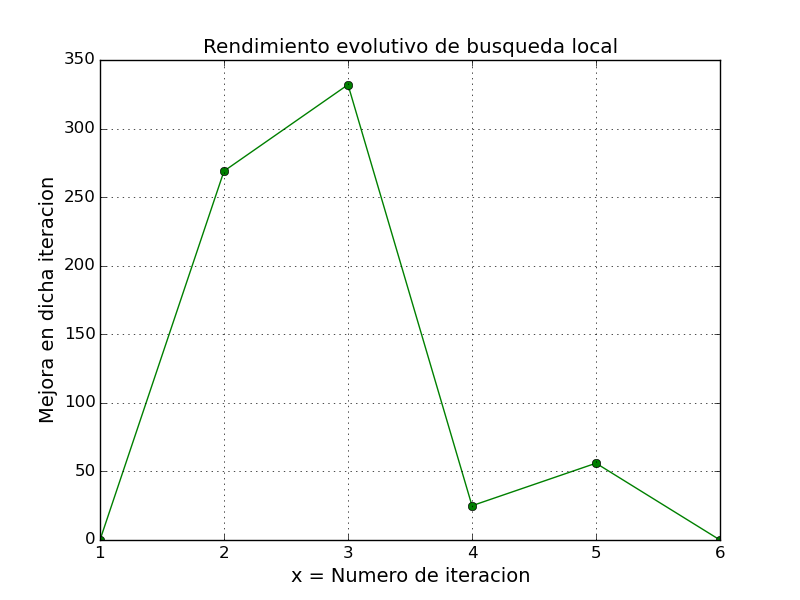 Rendimiento evolutivo de busqueda local
350
300
250
200
150
100
50
0
Mejora en dicha iteracion
1 2 3 4 5 6
x = Numero de iteracion